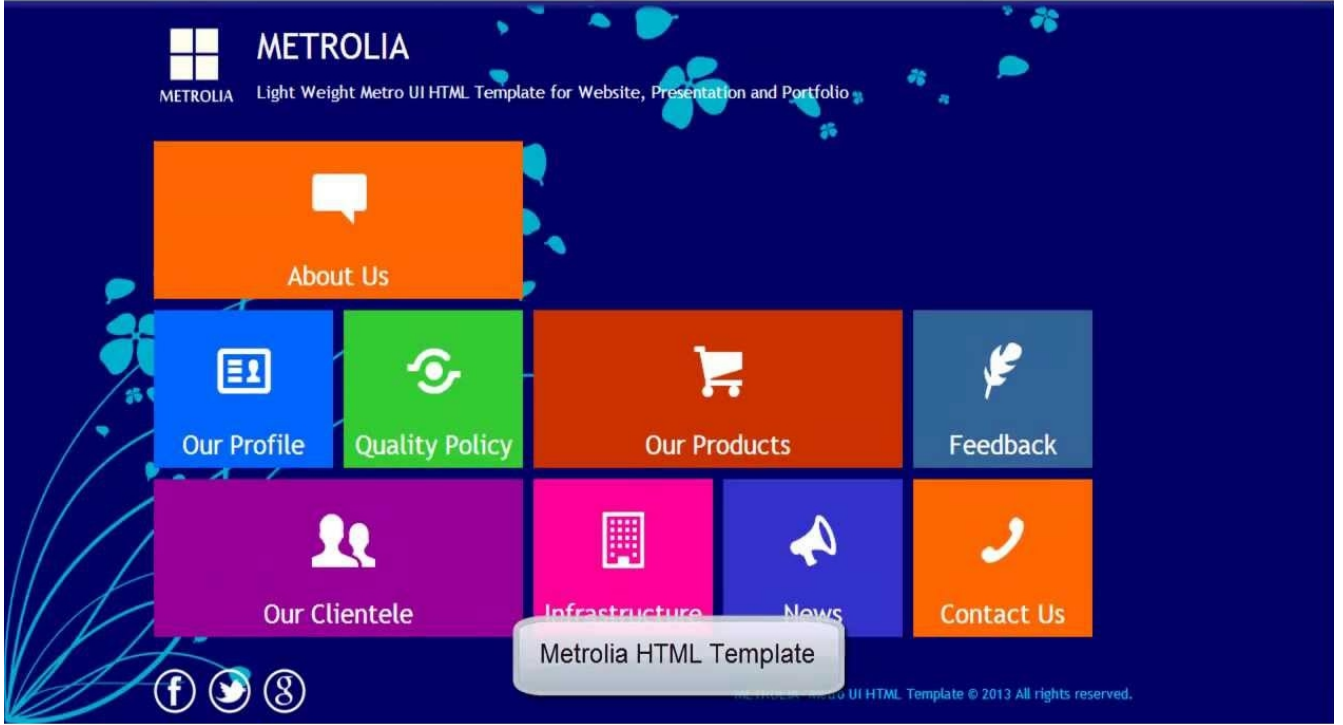 METROLIA
METROLIA
Light Weight Metro UI HTML Template for Website, Presentation and Portfolio
About Us
Our Profile
Quality Policy
Our Products
Feedback
Our Clientele
Infrastructure
News
Contact Us
Metrolia HTML Template
METROLIA - Metro UI HTML Template © 2013 All rights reserved.